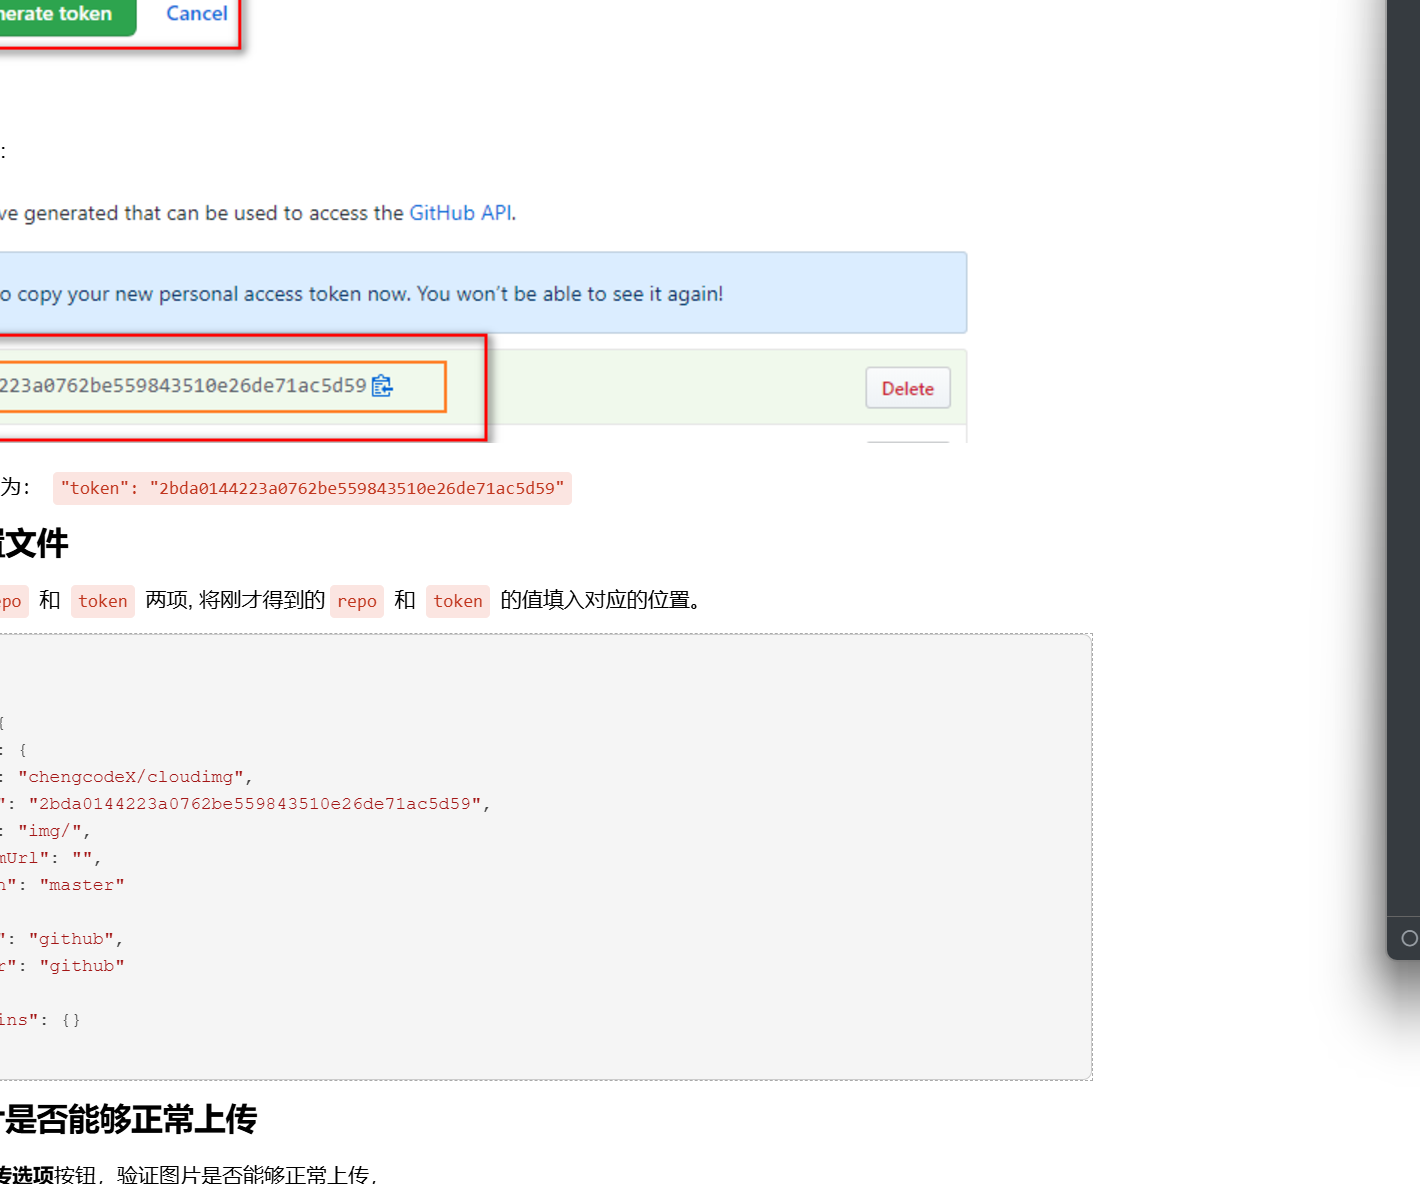 nerate token Cancel
:
ve generated that can be used to access the GitHub API.
o copy your new personal access token now. You won't be able to see it again!
223a0762be559843510e26de71ac5d59 Delete
为： "token": "2bda0144223a0762be559843510e26de71ac5d59"
置文件
epo 和 token 两项, 将刚才得到的 repo 和 token 的值填入对应的位置。
{
: {
: "chengcodeX/cloudimg",
": "2bda0144223a0762be559843510e26de71ac5d59",
: "img/",
mUrl": "",
h": "master"
": "github",
r": "github"
ins": {}
片是否能够正常上传
传选项按钮，验证图片是否能够正常上传，